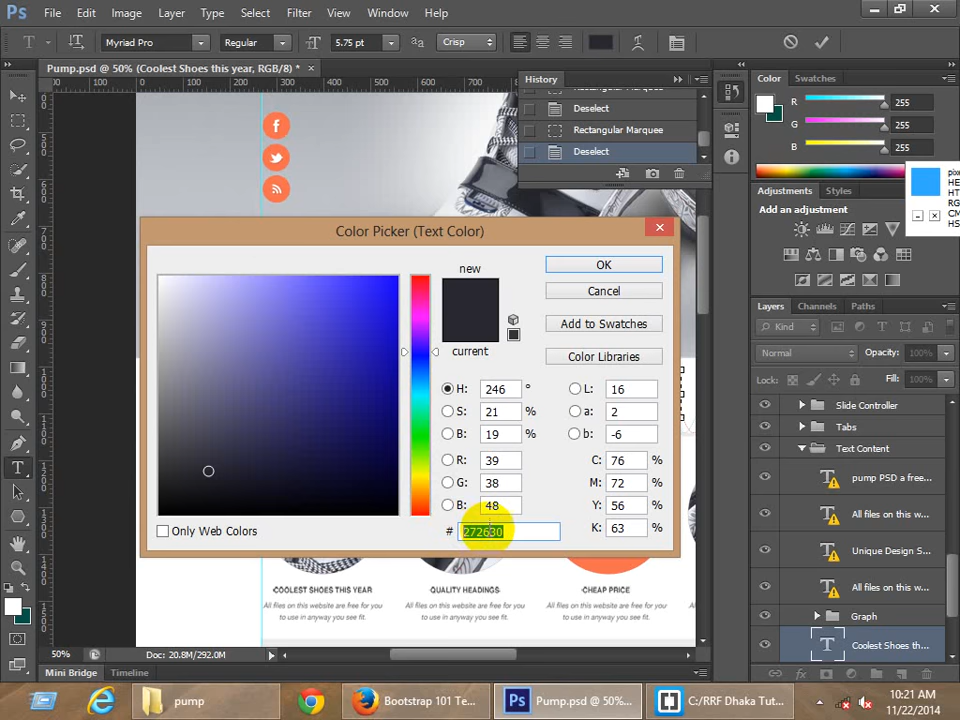 Ps File Edit Image Layer Type Select Filter View Window Help
T Myriad Pro Regular 5.75 pt aa Crisp
Pump.psd @ 50% (Coolest Shoes this year, RGB/8) * ×
History
Deselect
Rectangular Marquee
Deselect
Color Swatches
R 255
G 255
B 255
Adjustments Styles
Add an adjustment
Color Picker (Text Color)
new
current
OK
Cancel
Add to Swatches
Color Libraries
H: 246 ° L: 16
S: 21 % a: 2
B: 19 % b: -6
R: 39 C: 76 %
G: 38 M: 72 %
B: 48 Y: 56 %
# 272630 K: 63 %
Only Web Colors
Layers Channels Paths
Kind
Normal Opacity: 100%
Lock: Fill: 100%
Slide Controller
Tabs
Text Content
pump PSD a free...
All files on this w...
Unique Design S...
All files on this w...
Graph
Coolest Shoes th...
COOLEST SHOES THIS YEAR QUALITY HEADINGS CHEAP PRICE
All files on this website are free for you All files on this website are free for you All files on this website are free for you
to use in anyway you see fit. to use in anyway you see fit. to use in anyway you see fit.
50% Doc: 20.8M/292.0M
Mini Bridge Timeline
pump Bootstrap 101 Te... Ps Pump.psd @ 50%... C:/RRF Dhaka Tut...
10:21 AM
11/22/2014